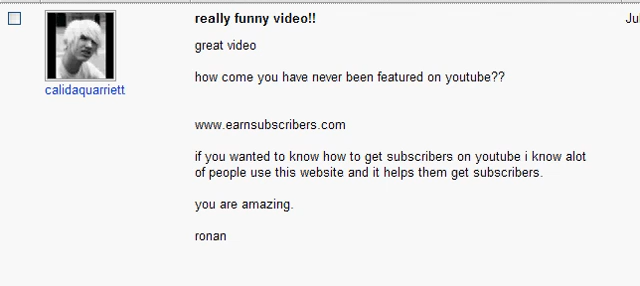 really funny video!!
Ju
great video
calidaquarriett
how come you have never been featured on youtube??
www.earnsubscribers.com
if you wanted to know how to get subscribers on youtube i know alot
of people use this website and it helps them get subscribers.
you are amazing.
ronan